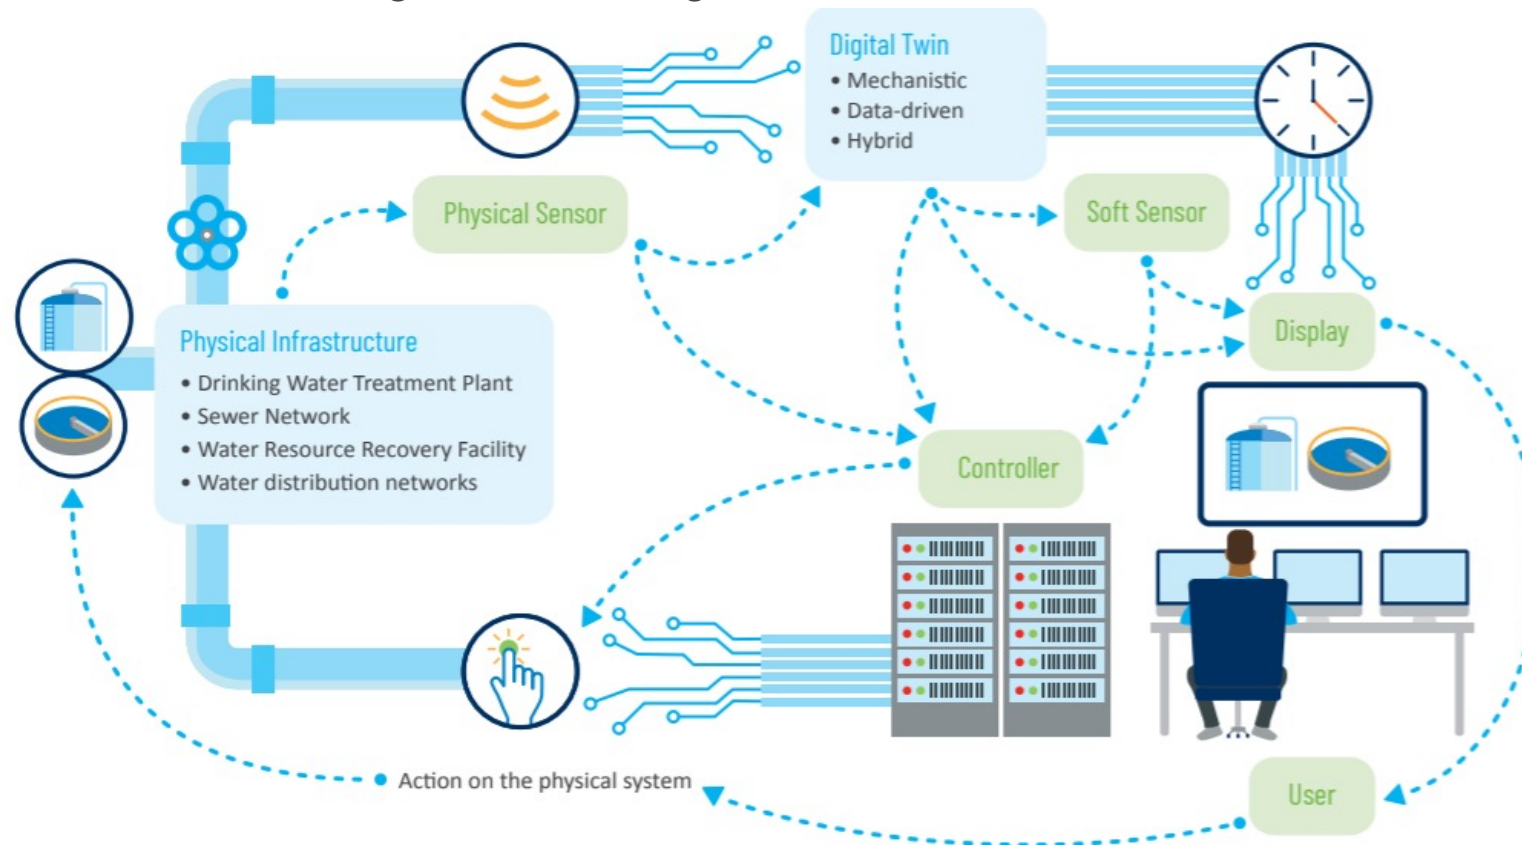 Digital Twin
• Mechanistic
• Data-driven
• Hybrid
Physical Sensor
Soft Sensor
Physical Infrastructure
• Drinking Water Treatment Plant
• Sewer Network
• Water Resource Recovery Facility
• Water distribution networks
Display
Controller
Action on the physical system
User